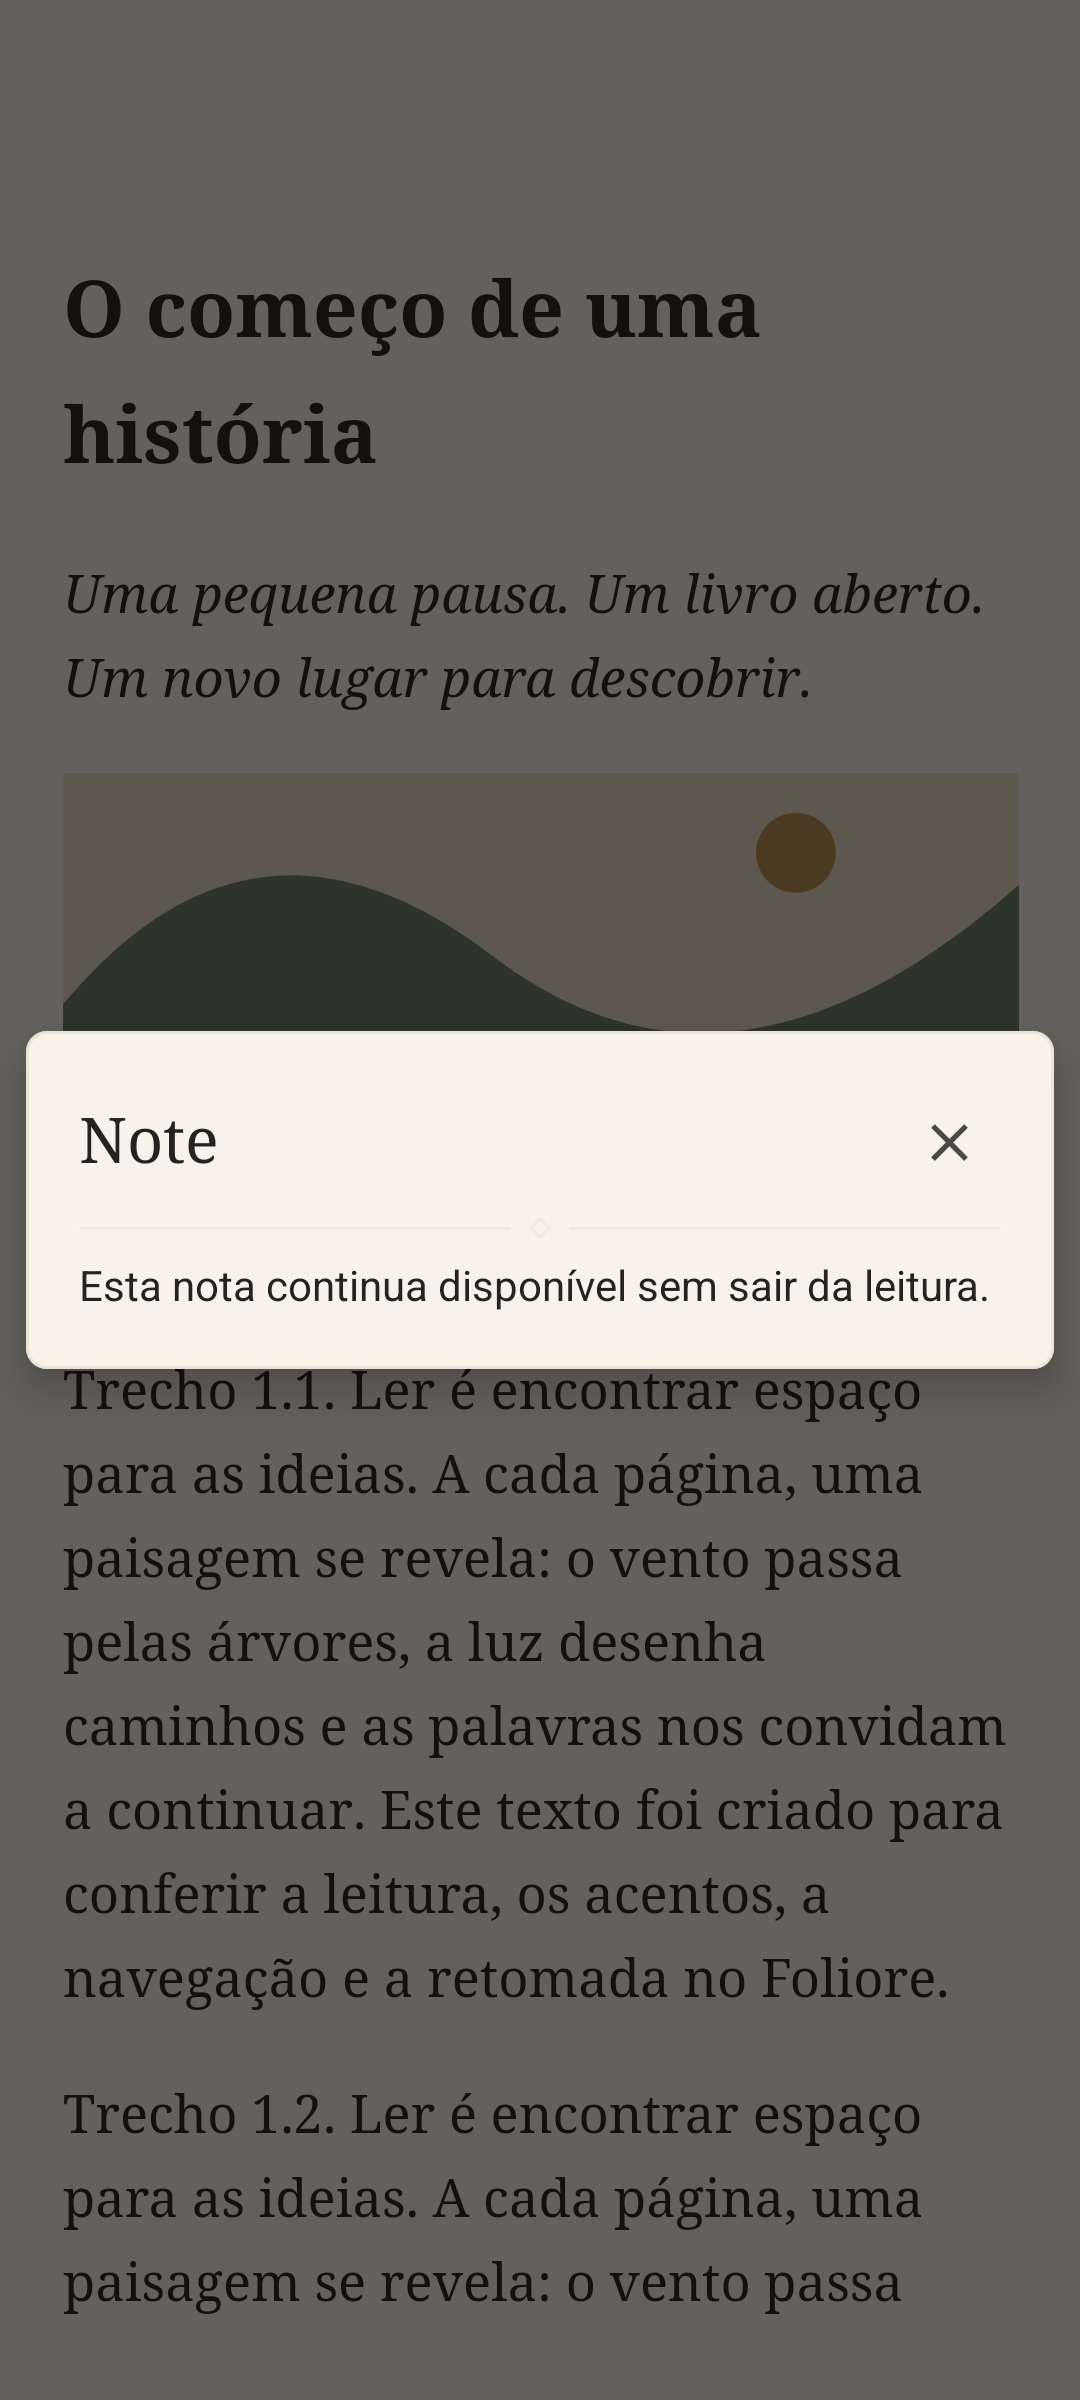 O começo de uma
história
Uma pequena pausa. Um livro aberto.
Um novo lugar para descobrir.
Note
Esta nota continua disponível sem sair da leitura.
Trecho 1.1. Ler é encontrar espaço
para as ideias. A cada página, uma
paisagem se revela: o vento passa
pelas árvores, a luz desenha
caminhos e as palavras nos convidam
a continuar. Este texto foi criado para
conferir a leitura, os acentos, a
navegação e a retomada no Foliore.
Trecho 1.2. Ler é encontrar espaço
para as ideias. A cada página, uma
paisagem se revela: o vento passa